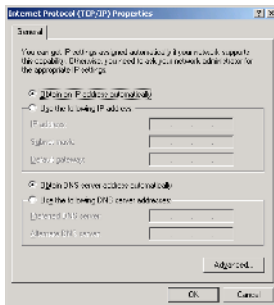 Internet Protocol (TCP/IP) Properties
General
You can get IP settings assigned automatically if your network supports
this capability. Otherwise, you need to ask your network administrator for
the appropriate IP settings.
Obtain an IP address automatically
Use the following IP address:
IP address:
Subnet mask:
Default gateway:
Obtain DNS server address automatically
Use the following DNS server addresses:
Preferred DNS server:
Alternate DNS server:
Advanced...
OK
Cancel